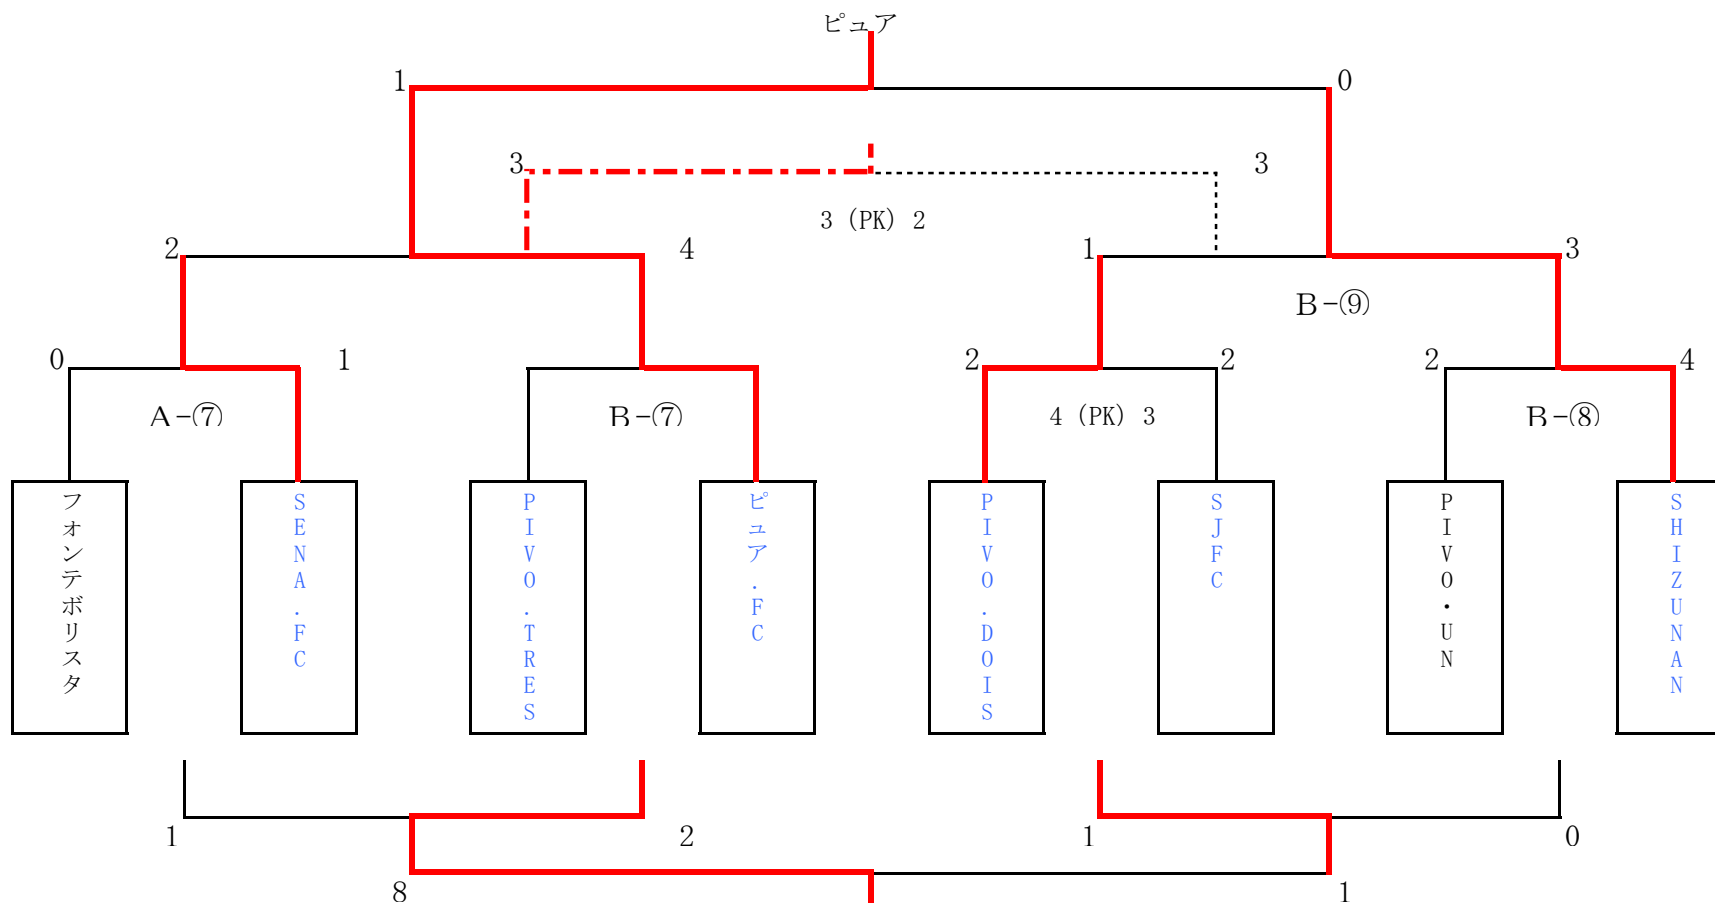 ピュア
1 0
3 3
3 (PK) 2
2 4 1 3
B-⑨
0 1 2 2 2 4
A-⑦ B-⑦ 4 (PK) 3 B-⑧
フォンテボリスタ
SENA.FC
PIVO.TRES
ピュア.FC
PIVO.DOIS
SJFC
PIVO・UN
SHIZUNAN
1 2 1 0
8 1